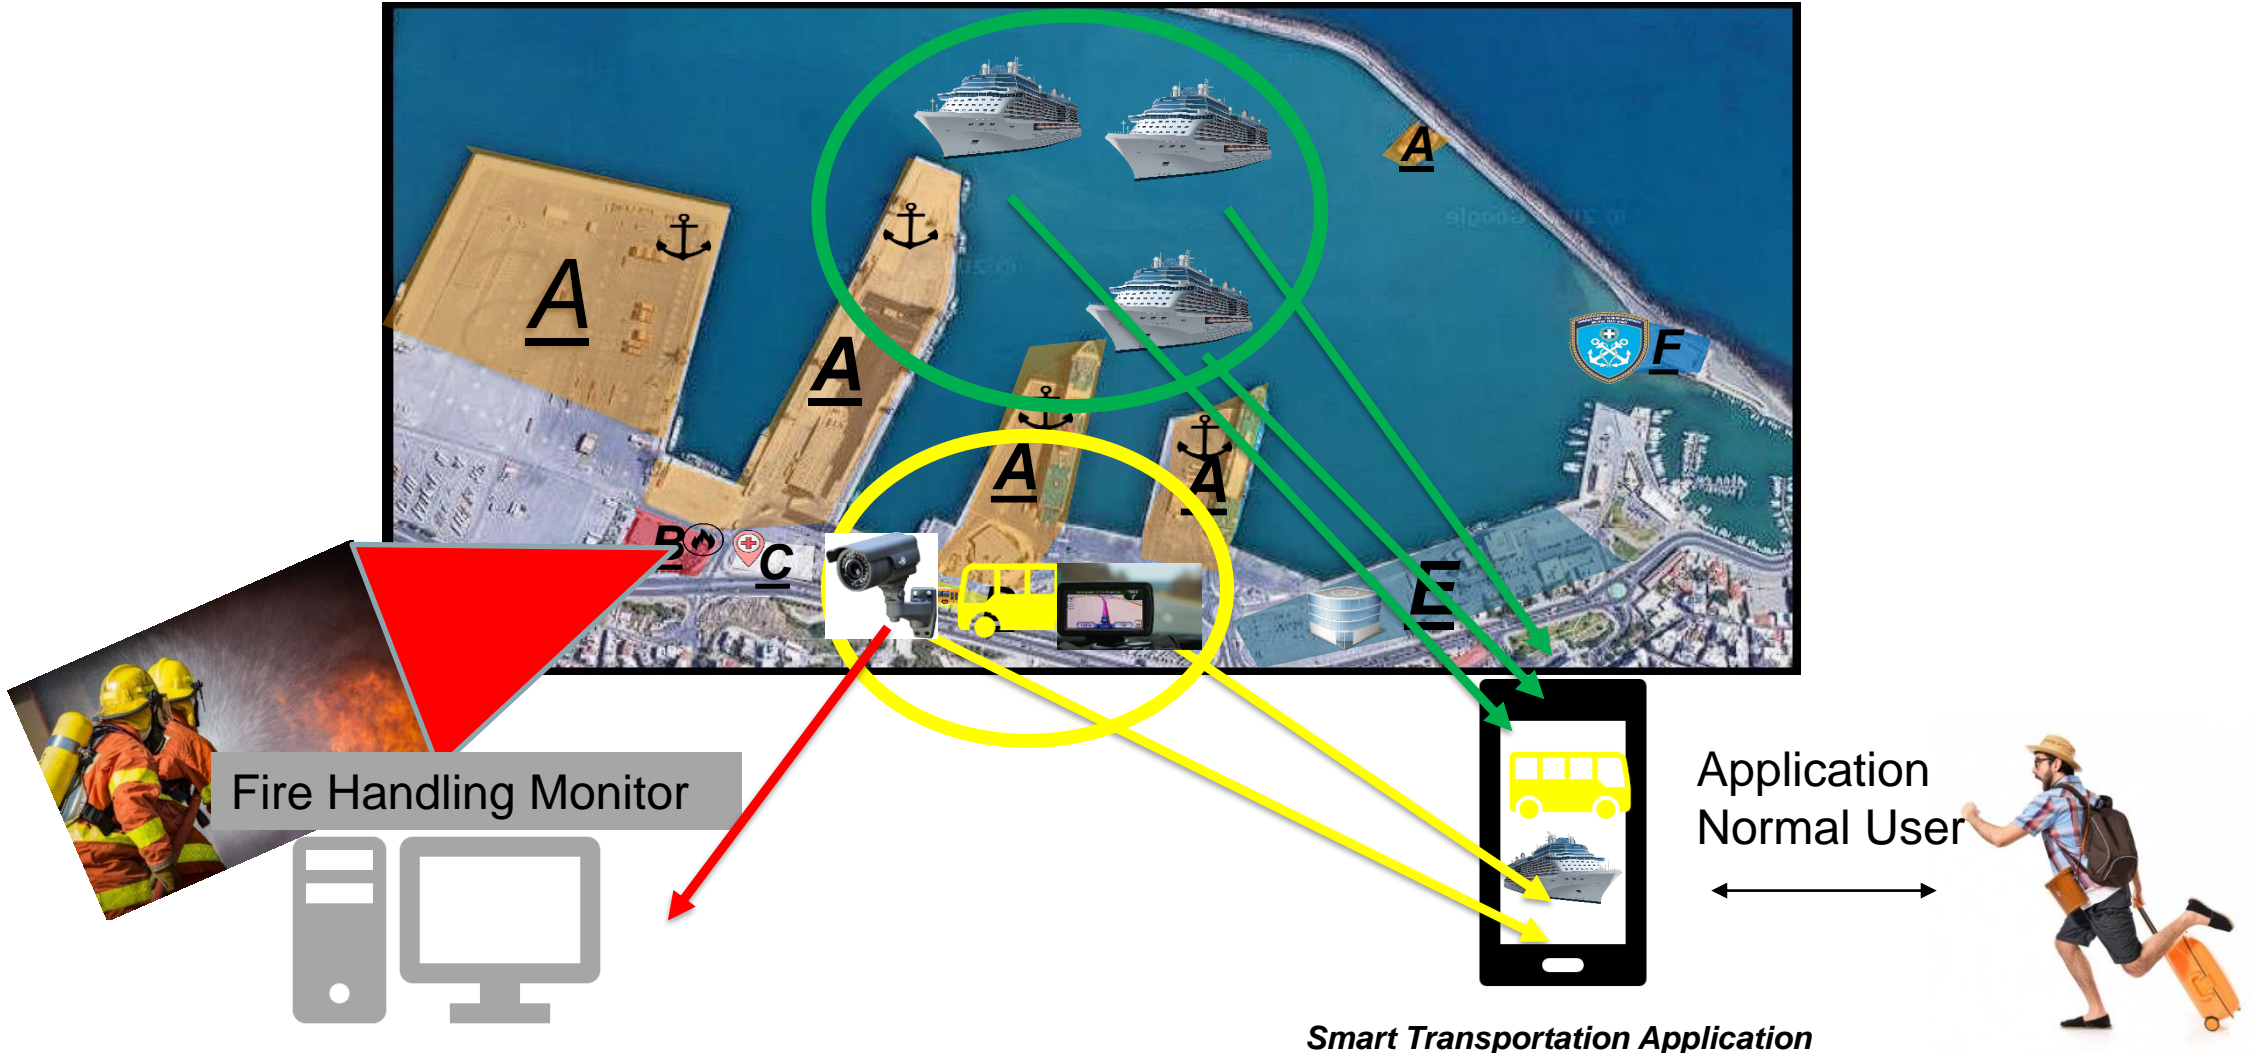 A
A
A
A
A
F
B
C
E
Fire Handling Monitor
Application
Normal User
Smart Transportation Application